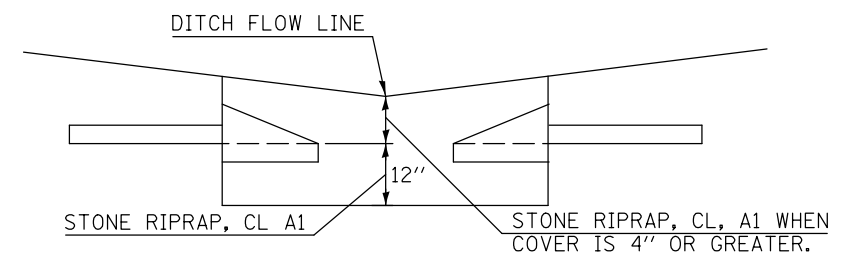 DITCH FLOW LINE
12"
STONE RIPRAP, CL A1
STONE RIPRAP, CL, A1 WHEN
COVER IS 4" OR GREATER.